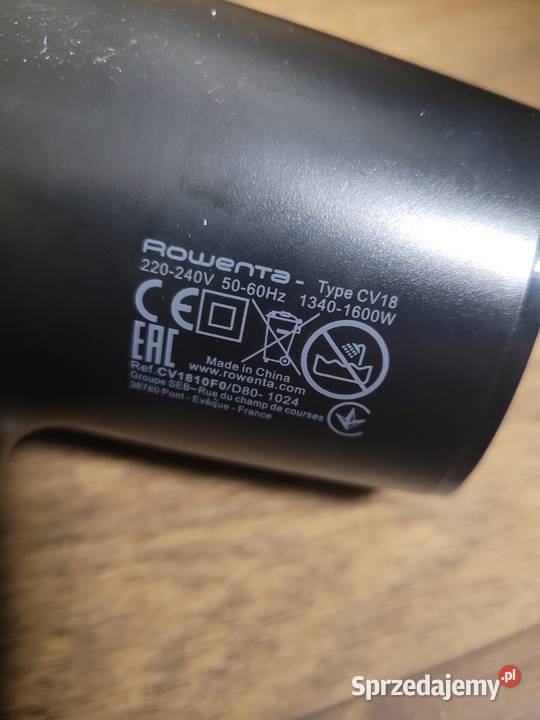 Rowenta - Type CV18
220-240V 50-60Hz 1340-1600W
CE
EAC
Made in China
www.rowenta.com
Ref.CV1810F0/D80- 1024
Groupe SEB-Rue du champ de courses
38780 Pont - Evêque - France
Sprzedajemy.pl